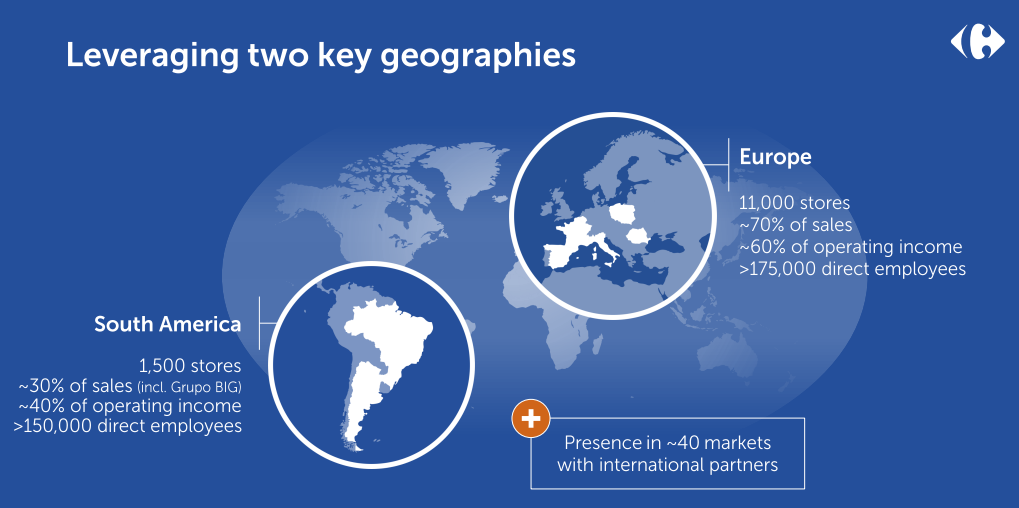 Leveraging two key geographies
Europe
11,000 stores
~70% of sales
~60% of operating income
>175,000 direct employees
South America
1,500 stores
~30% of sales (incl. Grupo BIG)
~40% of operating income
>150,000 direct employees
Presence in ~40 markets
with international partners